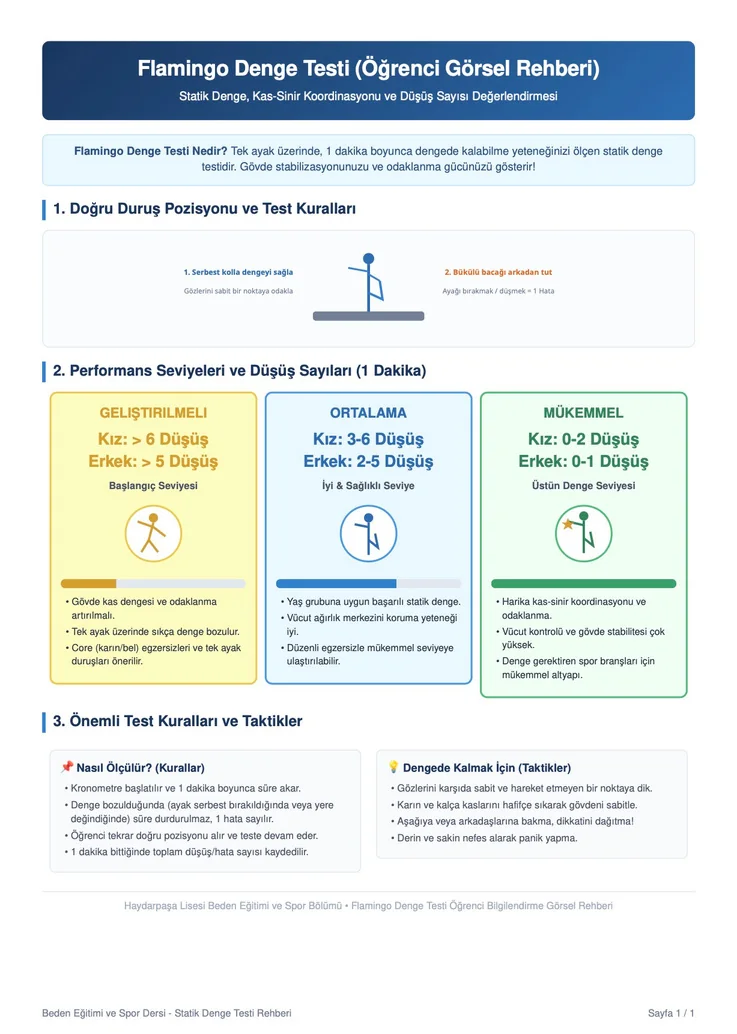 Flamingo Denge Testi (Öğrenci Görsel Rehberi)
Statik Denge, Kas-Sinir Koordinasyonu ve Düşüş Sayısı Değerlendirmesi
Flamingo Denge Testi Nedir? Tek ayak üzerinde, 1 dakika boyunca dengede kalabilme yeteneğinizi ölçen statik denge
testidir. Gövde stabilizasyonunuzu ve odaklanma gücünüzü gösterir!
1. Doğru Duruş Pozisyonu ve Test Kuralları
1. Serbest kolla dengeyi sağla
Gözlerini sabit bir noktaya odakla
2. Bükülü bacağı arkadan tut
Ayağı bırakmak / düşmek = 1 Hata
2. Performans Seviyeleri ve Düşüş Sayıları (1 Dakika)
GELİŞTIRILMELI
Kız: > 6 Düşüş
Erkek: > 5 Düşüş
Başlangıç Seviyesi
• Gövde kas dengesi ve odaklanma
artırılmalı.
• Tek ayak üzerinde sıkça denge bozulur.
• Core (karın/bel) egzersizleri ve tek ayak
duruşları önerilir.
ORTALAMA
Kız: 3-6 Düşüş
Erkek: 2-5 Düşüş
İyi & Sağlıklı Seviye
• Yaş grubuna uygun başarılı statik denge.
• Vücut ağırlık merkezini koruma yeteneği
iyi.
• Düzenli egzersizle mükemmel seviyeye
ulaştırılabilir.
MÜKEMMEL
Kız: 0-2 Düşüş
Erkek: 0-1 Düşüş
Üstün Denge Seviyesi
• Harika kas-sinir koordinasyonu ve
odaklanma.
• Vücut kontrolü ve gövde stabilitesi çok
yüksek.
• Denge gerektiren spor branşları için
mükemmel altyapı.
3. Önemli Test Kuralları ve Taktikler
📌 Nasıl Ölçülür? (Kurallar)
• Kronometre başlatılır ve 1 dakika boyunca süre akar.
• Denge bozulduğunda (ayak serbest bırakıldığında veya yere
değindiğinde) süre durdurulmaz, 1 hata sayılır.
• Öğrenci tekrar doğru pozisyonu alır ve teste devam eder.
• 1 dakika bittiğinde toplam düşüş/hata sayısı kaydedilir.
💡 Dengede Kalmak İçin (Taktikler)
• Gözlerini karşıda sabit ve hareket etmeyen bir noktaya dik.
• Karın ve kalça kaslarını hafifçe sıkarak gövdeni sabitle.
• Aşağıya veya arkadaşlarına bakma, dikkatini dağıtma!
• Derin ve sakin nefes alarak panik yapma.
Haydarpaşa Lisesi Beden Eğitimi ve Spor Bölümü • Flamingo Denge Testi Öğrenci Bilgilendirme Görsel Rehberi
Beden Eğitimi ve Spor Dersi - Statik Denge Testi Rehberi
Sayfa 1 / 1